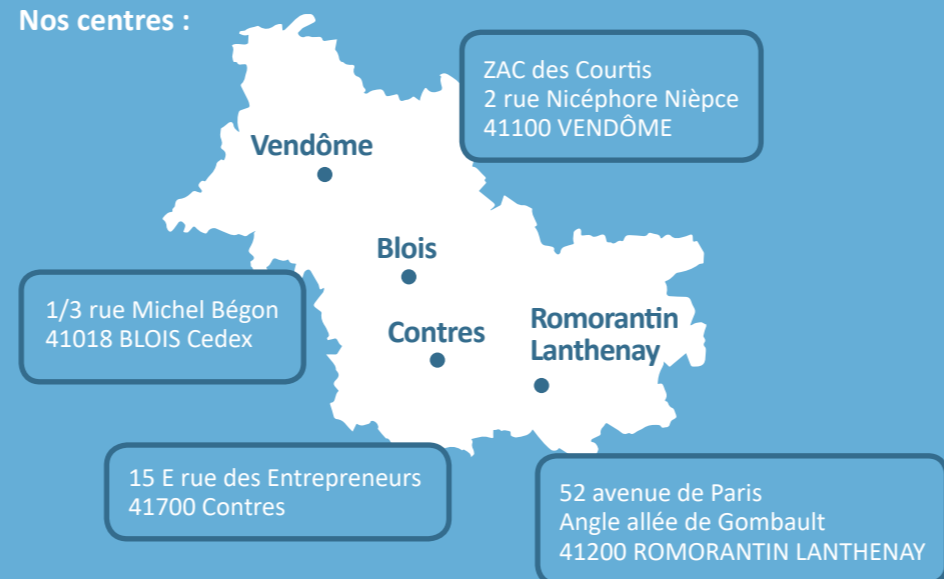 Nos centres :
ZAC des Courtis
2 rue Nicéphore Nièpce
41100 VENDÔME
Vendôme
Blois
1/3 rue Michel Bégon
41018 BLOIS Cedex
Contres
Romorantin
Lanthenay
15 E rue des Entrepreneurs
41700 Contres
52 avenue de Paris
Angle allée de Gombault
41200 ROMORANTIN LANTHENAY